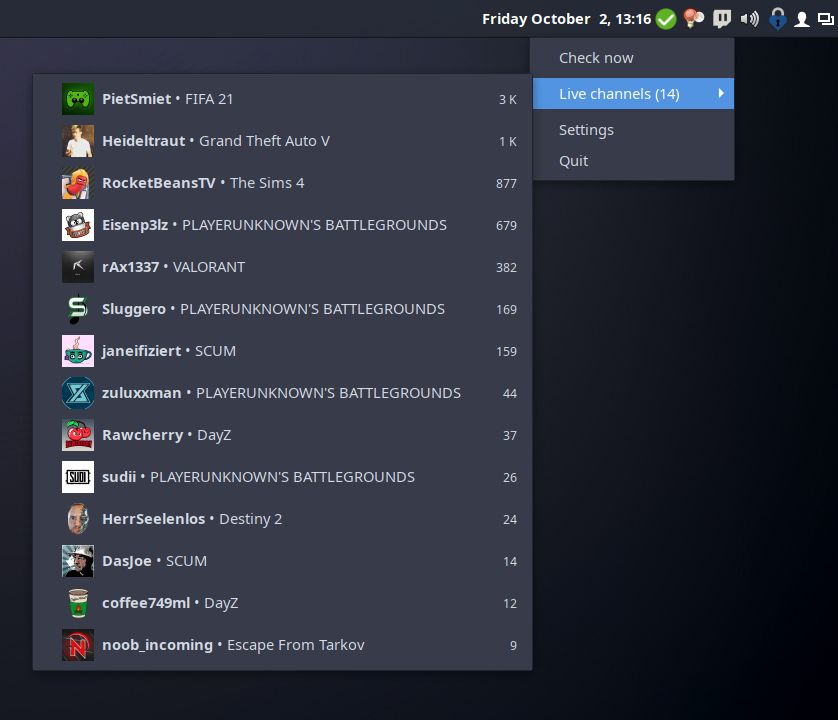 Friday October 2, 13:16
Check now
Live channels (14)
Settings
Quit
PietSmiet • FIFA 21 3 K
Heideltraut • Grand Theft Auto V 1 K
RocketBeansTV • The Sims 4 877
Eisenp3lz • PLAYERUNKNOWN'S BATTLEGROUNDS 679
rAx1337 • VALORANT 382
Sluggero • PLAYERUNKNOWN'S BATTLEGROUNDS 169
janeifiziert • SCUM 159
zuluxxman • PLAYERUNKNOWN'S BATTLEGROUNDS 44
Rawcherry • DayZ 37
SUDI
sudii • PLAYERUNKNOWN'S BATTLEGROUNDS 26
HerrSeelenlos • Destiny 2 24
DasJoe • SCUM 14
coffee749ml • DayZ 12
noob_incoming • Escape From Tarkov 9